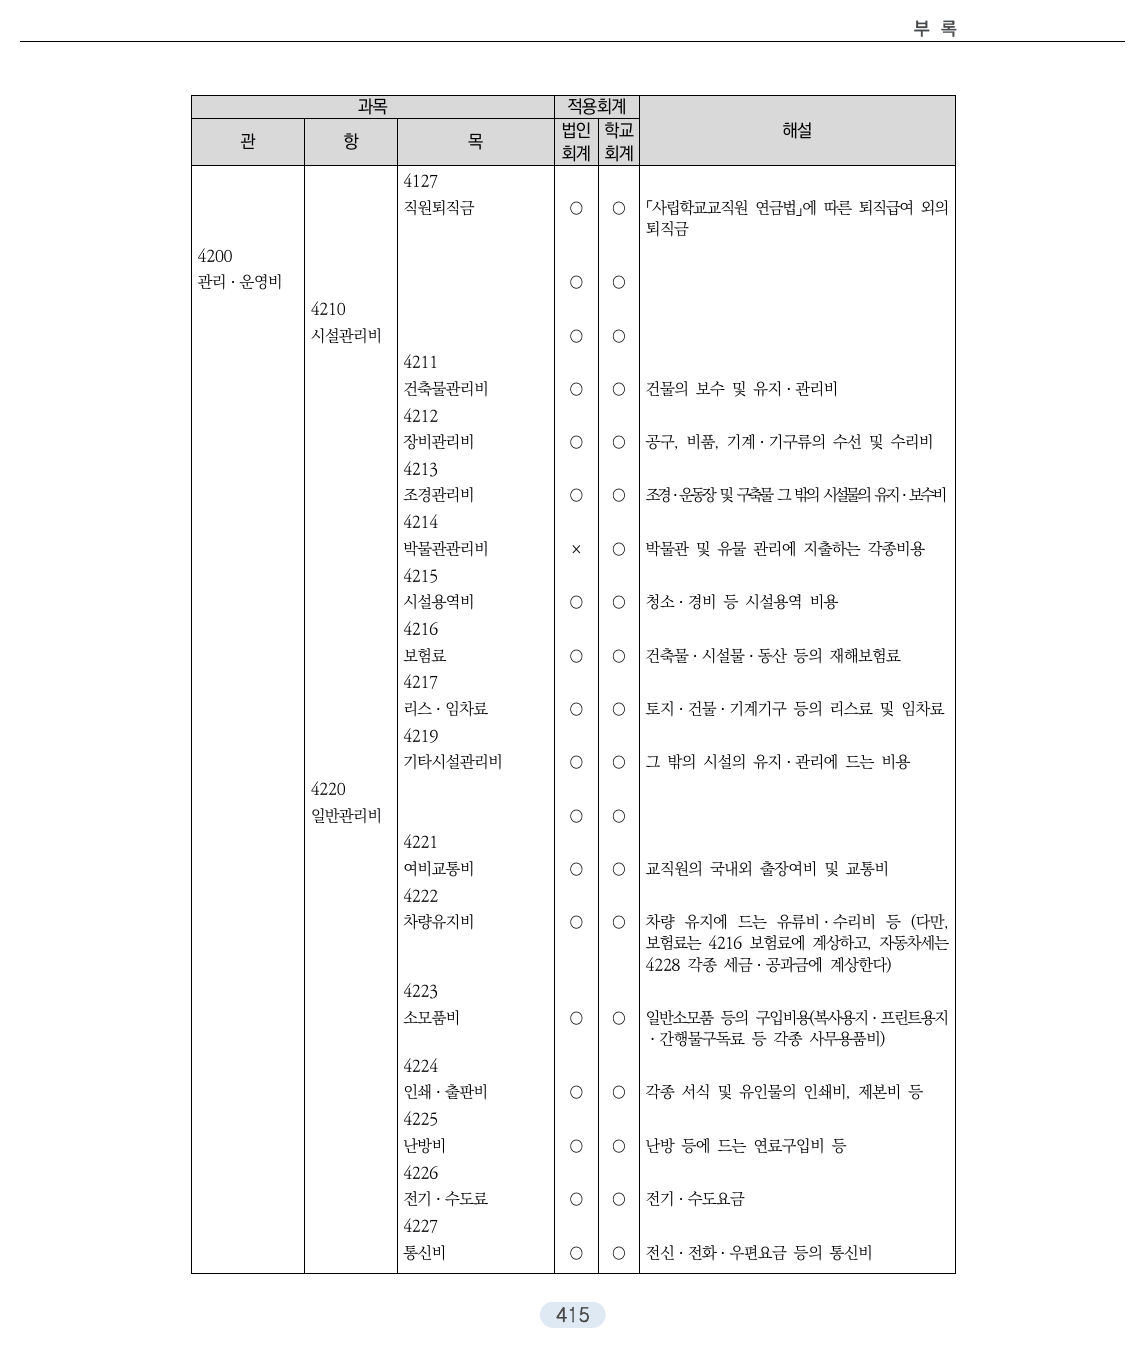 부 록
과목 적용회계 해설
관 항 목 법인 학교
회계 회계
4127
직원퇴직금 ○ ○ 「사립학교교직원 연금법」에 따른 퇴직급여 외의
퇴직금
4200
관리·운영비 ○ ○
4210
시설관리비 ○ ○
4211
건축물관리비 ○ ○ 건물의 보수 및 유지·관리비
4212
장비관리비 ○ ○ 공구, 비품, 기계·기구류의 수선 및 수리비
4213
조경관리비 ○ ○ 조경·운동장 및 구축물 그 밖의 시설물의 유지·보수비
4214
박물관관리비 × ○ 박물관 및 유물 관리에 지출하는 각종비용
4215
시설용역비 ○ ○ 청소·경비 등 시설용역 비용
4216
보험료 ○ ○ 건축물·시설물·동산 등의 재해보험료
4217
리스·임차료 ○ ○ 토지·건물·기계기구 등의 리스료 및 임차료
4219
기타시설관리비 ○ ○ 그 밖의 시설의 유지·관리에 드는 비용
4220
일반관리비 ○ ○
4221
여비교통비 ○ ○ 교직원의 국내외 출장여비 및 교통비
4222
차량유지비 ○ ○ 차량 유지에 드는 유류비·수리비 등 (다만,
보험료는 4216 보험료에 계상하고, 자동차세는
4228 각종 세금·공과금에 계상한다)
4223
소모품비 ○ ○ 일반소모품 등의 구입비용(복사용지·프린트용지
·간행물구독료 등 각종 사무용품비)
4224
인쇄·출판비 ○ ○ 각종 서식 및 유인물의 인쇄비, 제본비 등
4225
난방비 ○ ○ 난방 등에 드는 연료구입비 등
4226
전기·수도료 ○ ○ 전기·수도요금
4227
통신비 ○ ○ 전신·전화·우편요금 등의 통신비
415